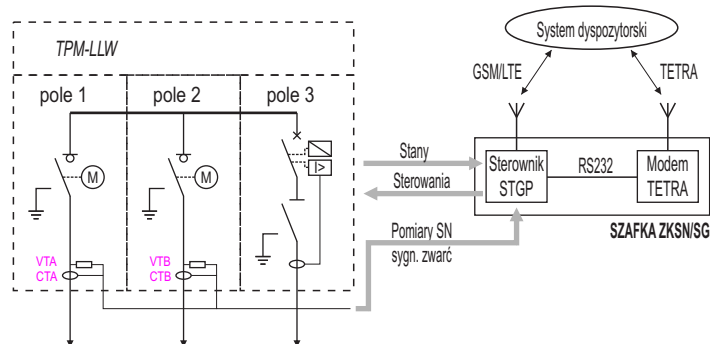 TPM-LLW
pole 1
pole 2
pole 3
M
M
I>
VTA
CTA
VTB
CTB
System dyspozytorski
GSM/LTE
TETRA
Stany
Sterowania
Pomiary SN
sygn. zwarć
Sterownik
STGP
RS232
Modem
TETRA
SZAFKA ZKSN/SG